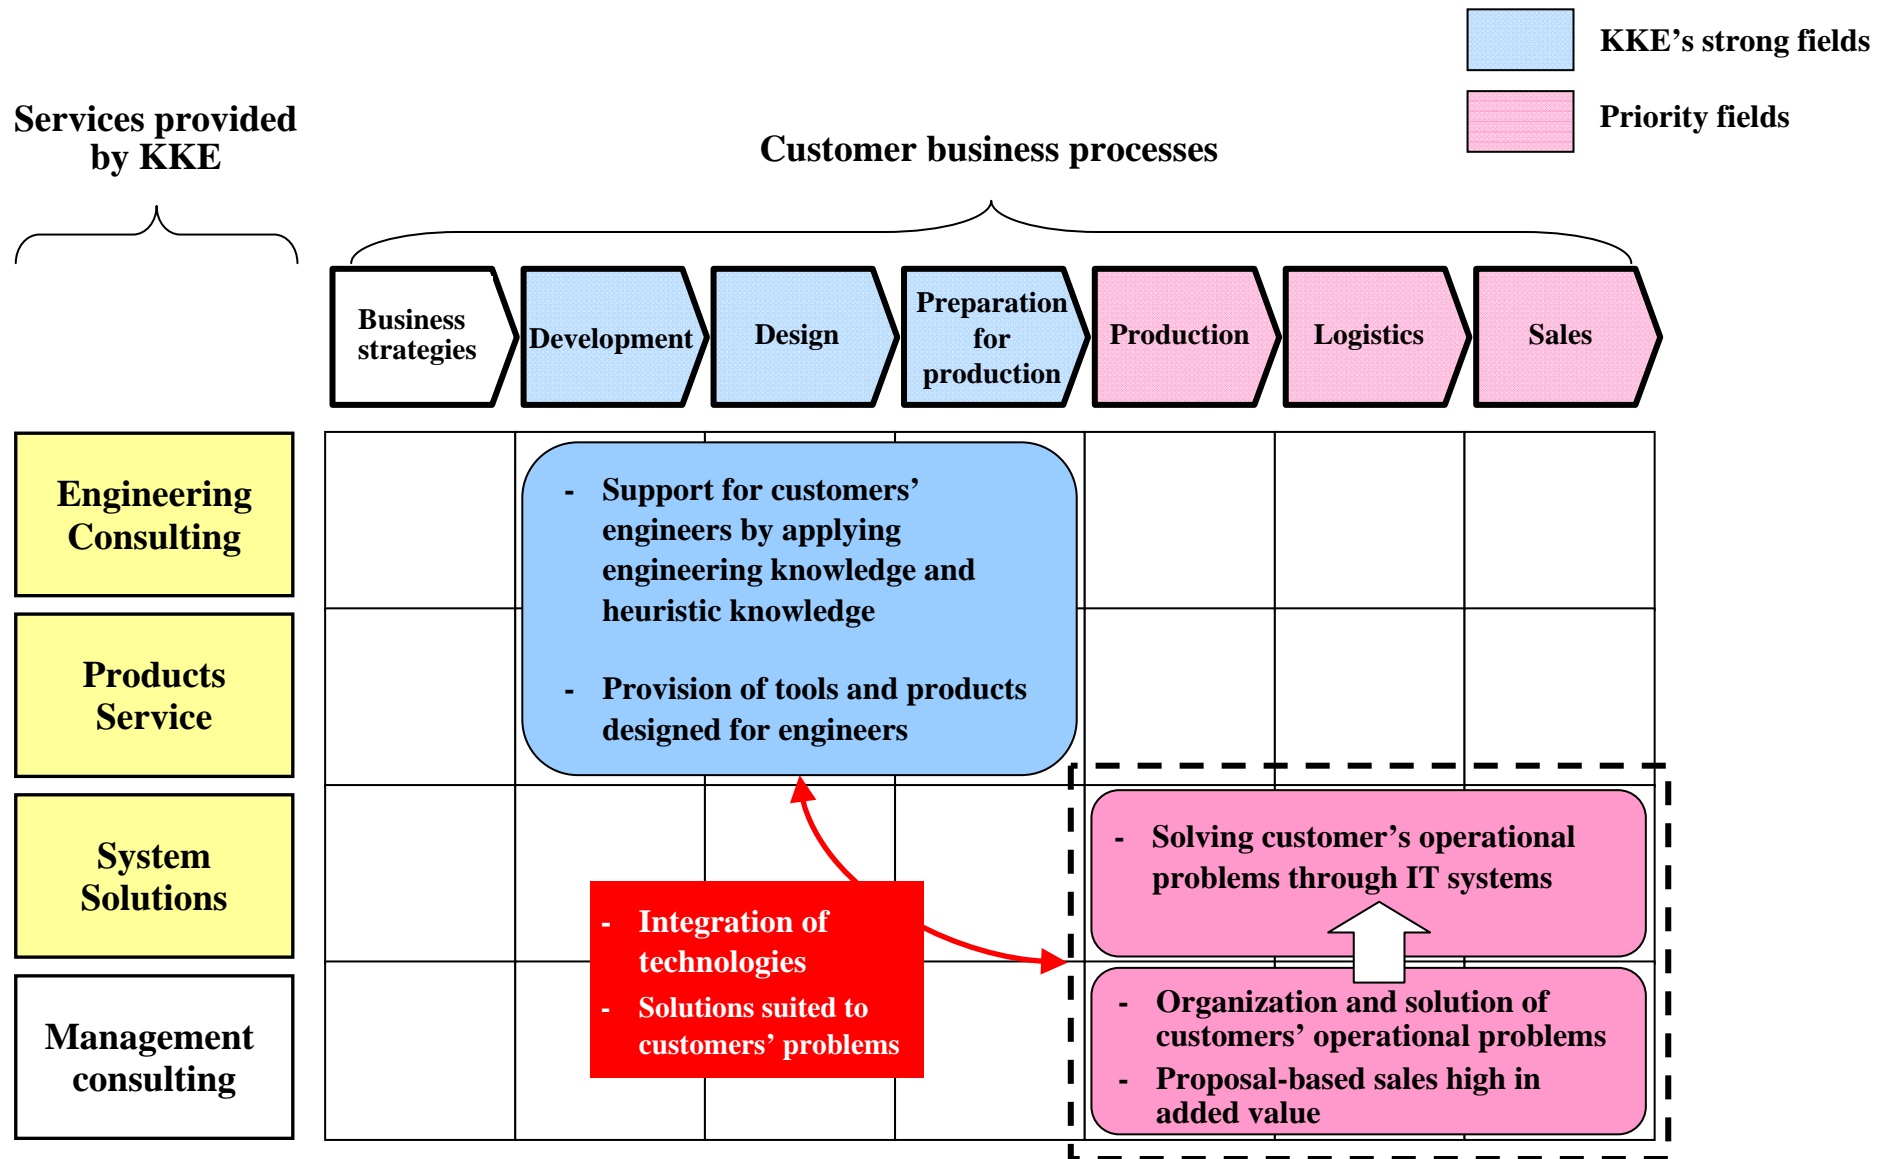 KKE’s strong fields
Priority fields
Services provided
by KKE
Customer business processes
Business
strategies
Development
Design
Preparation
for
production
Production
Logistics
Sales
Engineering
Consulting
Products
Service
System
Solutions
Management
consulting
- Support for customers’
engineers by applying
engineering knowledge and
heuristic knowledge
- Provision of tools and products
designed for engineers
- Integration of
technologies
- Solutions suited to
customers’ problems
- Solving customer’s operational
problems through IT systems
- Organization and solution of
customers’ operational problems
- Proposal-based sales high in
added value